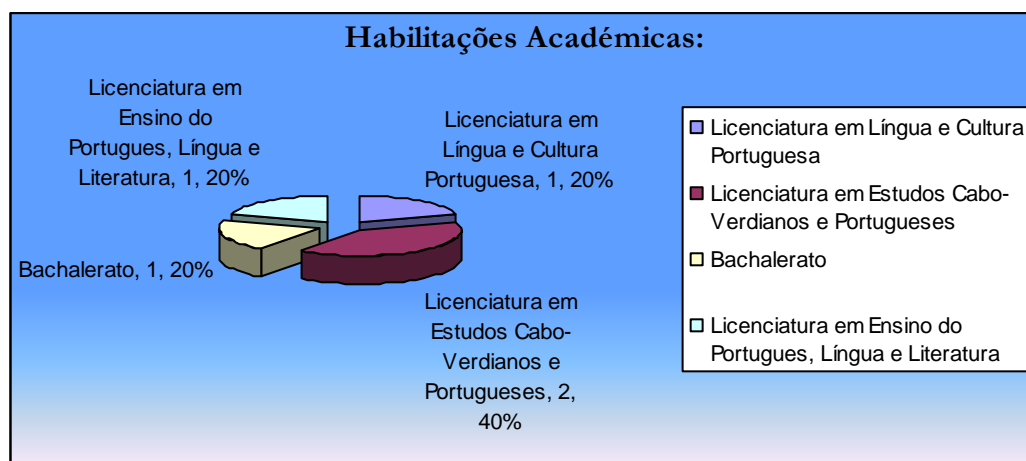 Habilitações Académicas:
Licenciatura em
Ensino do
Portugues, Língua e
Literatura, 1, 20%
Licenciatura em
Língua e Cultura
Portuguesa, 1, 20%
Bachalerato, 1, 20%
Licenciatura em
Estudos Cabo-
Verdianos e
Portugueses, 2,
40%
Licenciatura em Língua e Cultura
Portuguesa
Licenciatura em Estudos Cabo-
Verdianos e Portugueses
Bachalerato
Licenciatura em Ensino do
Portugues, Língua e Literatura